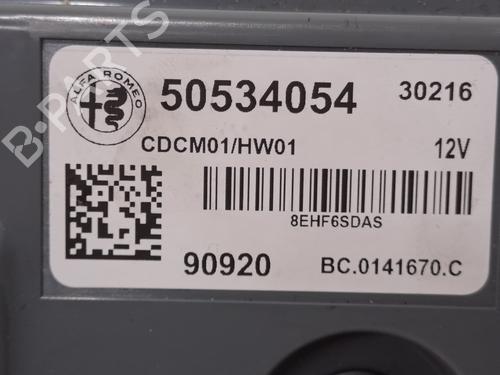 B-PARTS
ALFA ROMEO
50534054 30216
CDCM01/HW01 12V
8EHF6SDAS
90920 BC.0141670.C